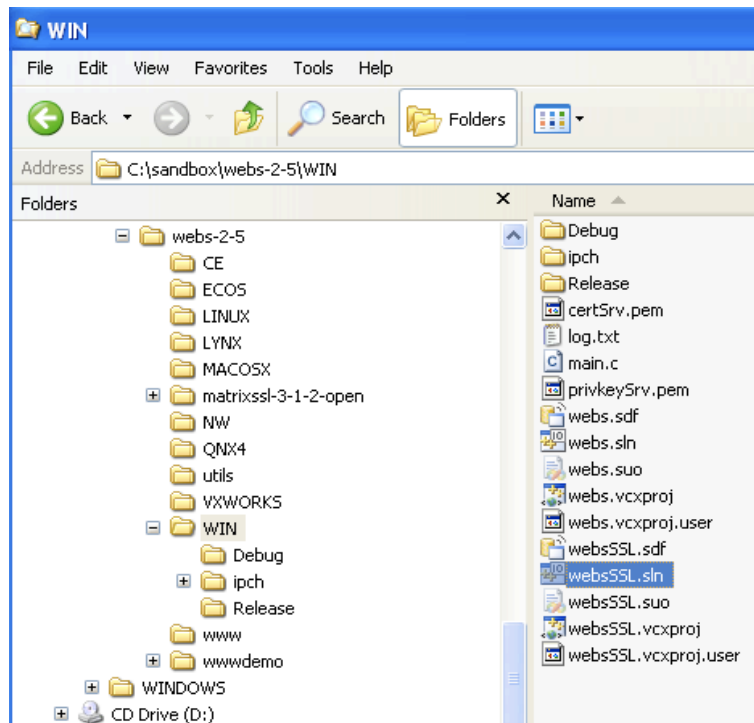 WIN
File Edit View Favorites Tools Help
Back Search Folders
Address C:\sandbox\webs-2-5\WIN
Folders
webs-2-5
CE
ECOS
LINUX
LYNX
MACOSX
matrixssl-3-1-2-open
NW
QNX4
utils
VXWORKS
WIN
Debug
ipch
Release
www
wwwdemo
WINDOWS
CD Drive (D:)
Name
Debug
ipch
Release
certSrv.pem
log.txt
main.c
privkeySrv.pem
webs.sdf
webs.sln
webs.suo
webs.vcxproj
webs.vcxproj.user
websSSL.sdf
websSSL.sln
websSSL.suo
websSSL.vcxproj
websSSL.vcxproj.user